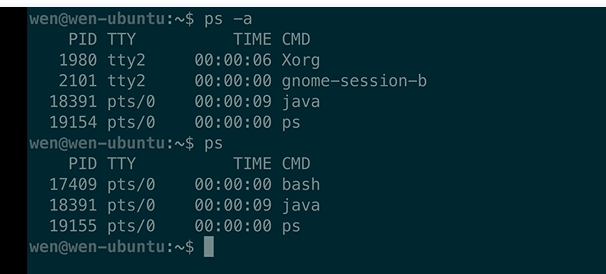 wen@wen-ubuntu:~$ ps -a
PID TTY TIME CMD
1980 tty2 00:00:06 Xorg
2101 tty2 00:00:00 gnome-session-b
18391 pts/0 00:00:09 java
19154 pts/0 00:00:00 ps
wen@wen-ubuntu:~$ ps
PID TTY TIME CMD
17409 pts/0 00:00:00 bash
18391 pts/0 00:00:09 java
19155 pts/0 00:00:00 ps
wen@wen-ubuntu:~$